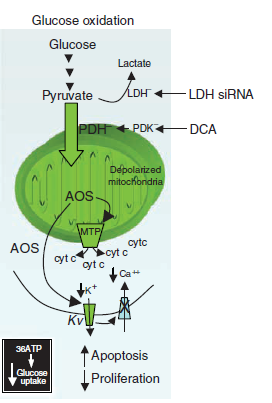 Glucose oxidation
Glucose
Lactate
Pyruvate
LDH⁻
LDH siRNA
PDH⁻
PDK⁻
DCA
Depolarized
mitochondria
AOS
MTP
cyt c
cyt c
cyt c
cytc
AOS
Ca⁺⁺
K⁺
Kv
36ATP
Glucose
uptake
Apoptosis
Proliferation